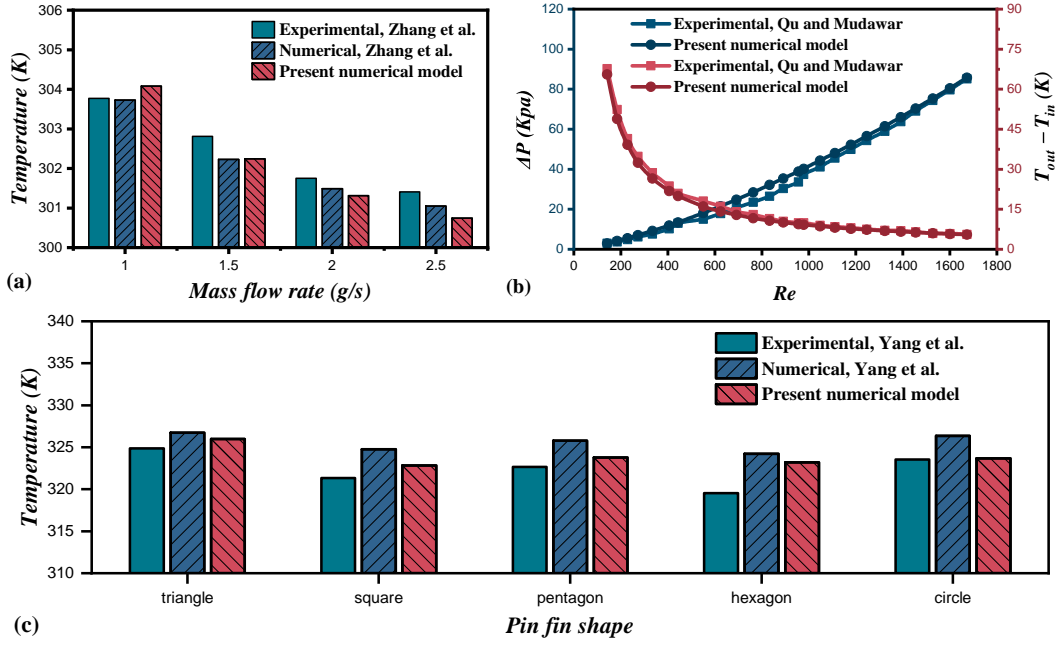 306
305
304
303
302
301
300
Temperature (K)
Experimental, Zhang et al.
Numerical, Zhang et al.
Present numerical model
1
1.5
2
2.5
Mass flow rate (g/s)
(a)
120
100
80
60
40
20
0
ΔP (Kpa)
Experimental, Qu and Mudawar
Present numerical model
Experimental, Qu and Mudawar
Present numerical model
90
75
60
45
30
15
0
T_out − T_in (K)
0
200
400
600
800
1000
1200
1400
1600
1800
Re
(b)
340
335
330
325
320
315
310
Temperature (K)
Experimental, Yang et al.
Numerical, Yang et al.
Present numerical model
triangle
square
pentagon
hexagon
circle
Pin fin shape
(c)